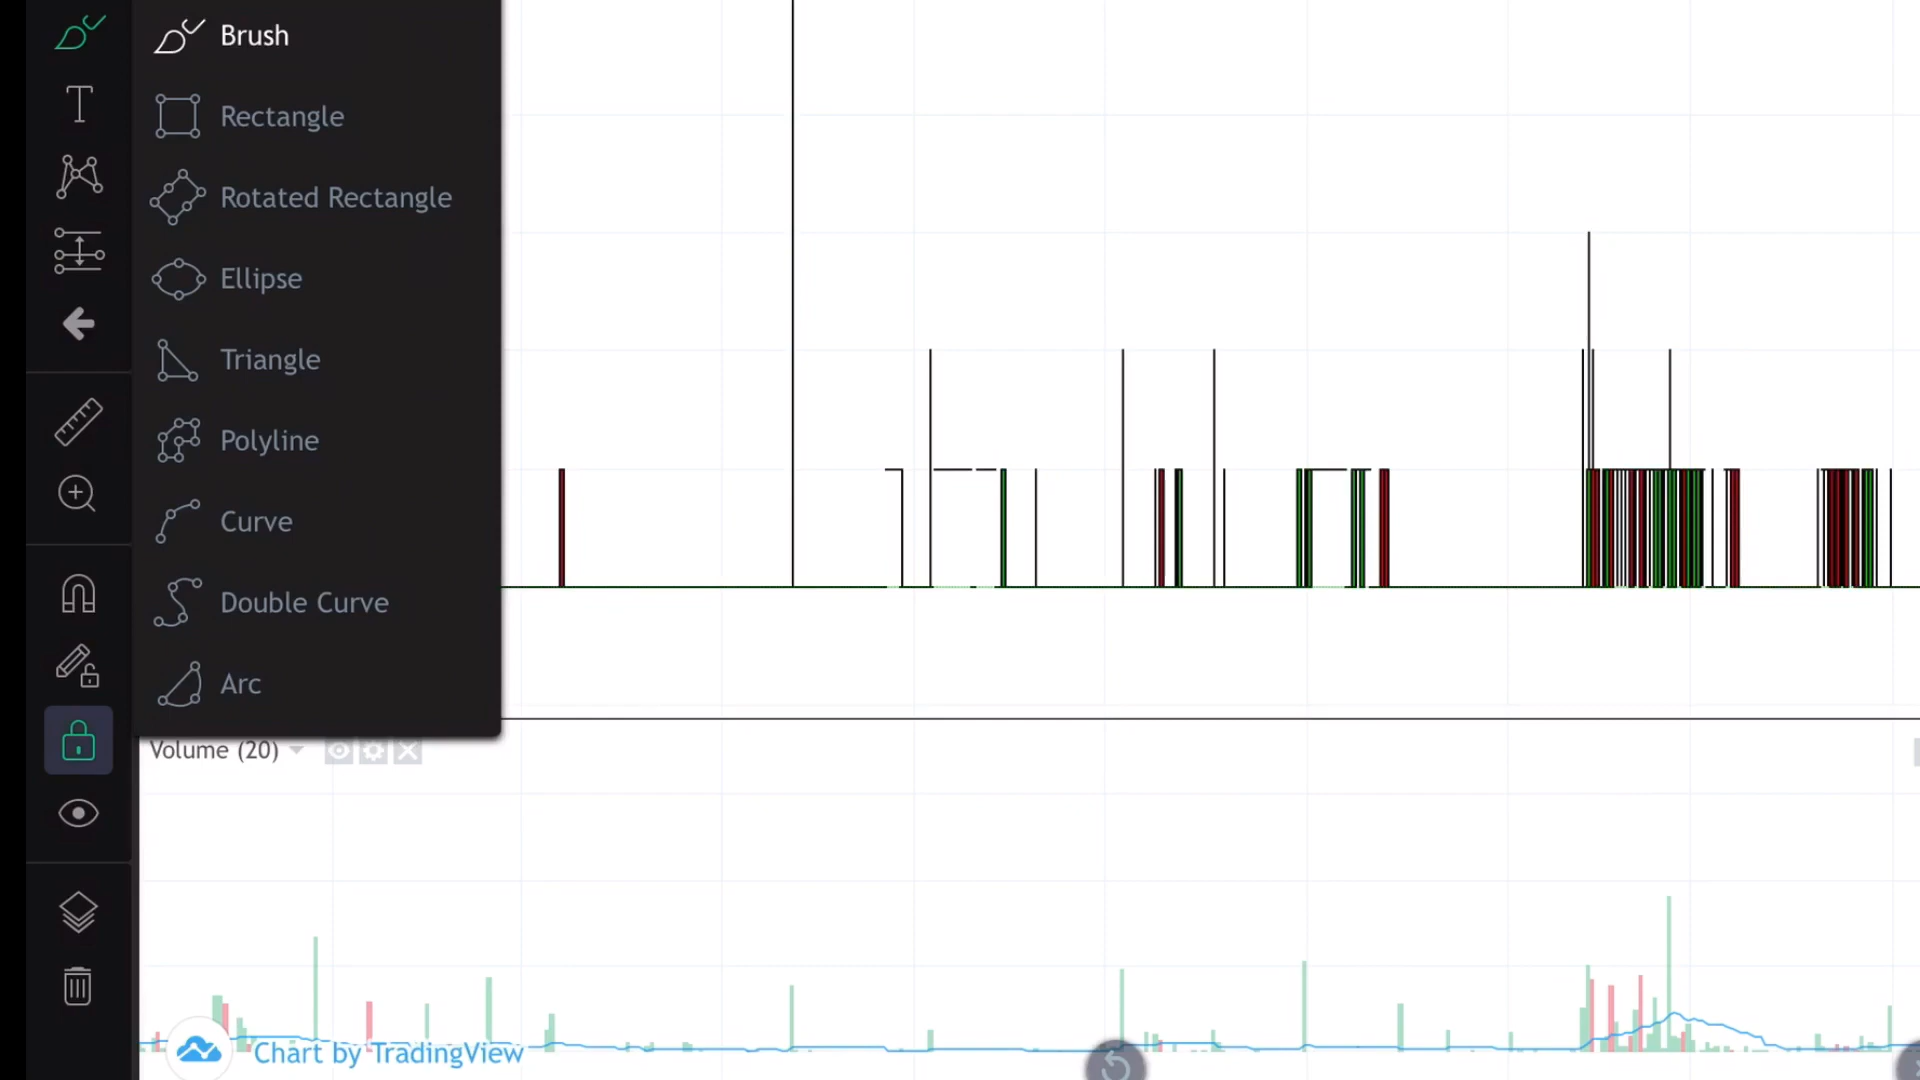 Brush
Rectangle
Rotated Rectangle
Ellipse
Triangle
Polyline
Curve
Double Curve
Arc
Volume (20)
Chart by TradingView